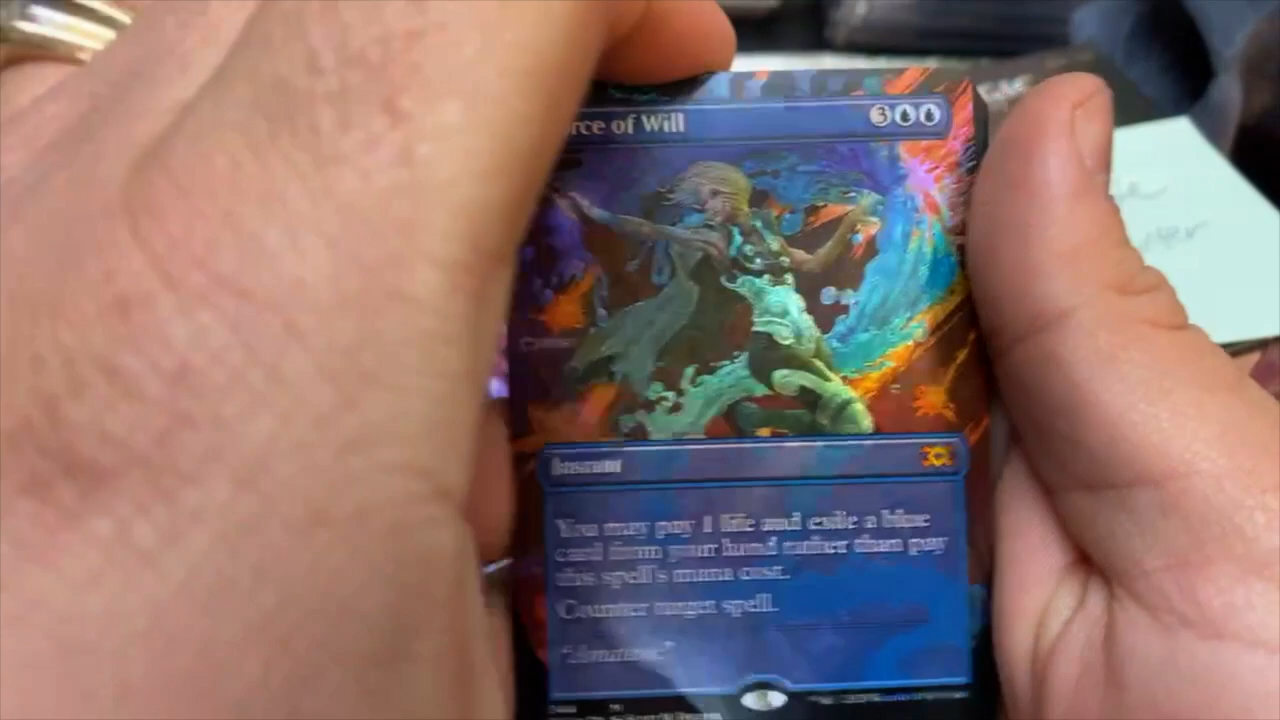 rce of Will
3
Instant
You may pay 1 life and exile a blue
card from your hand rather than pay
this spell's mana cost.
Counter target spell.